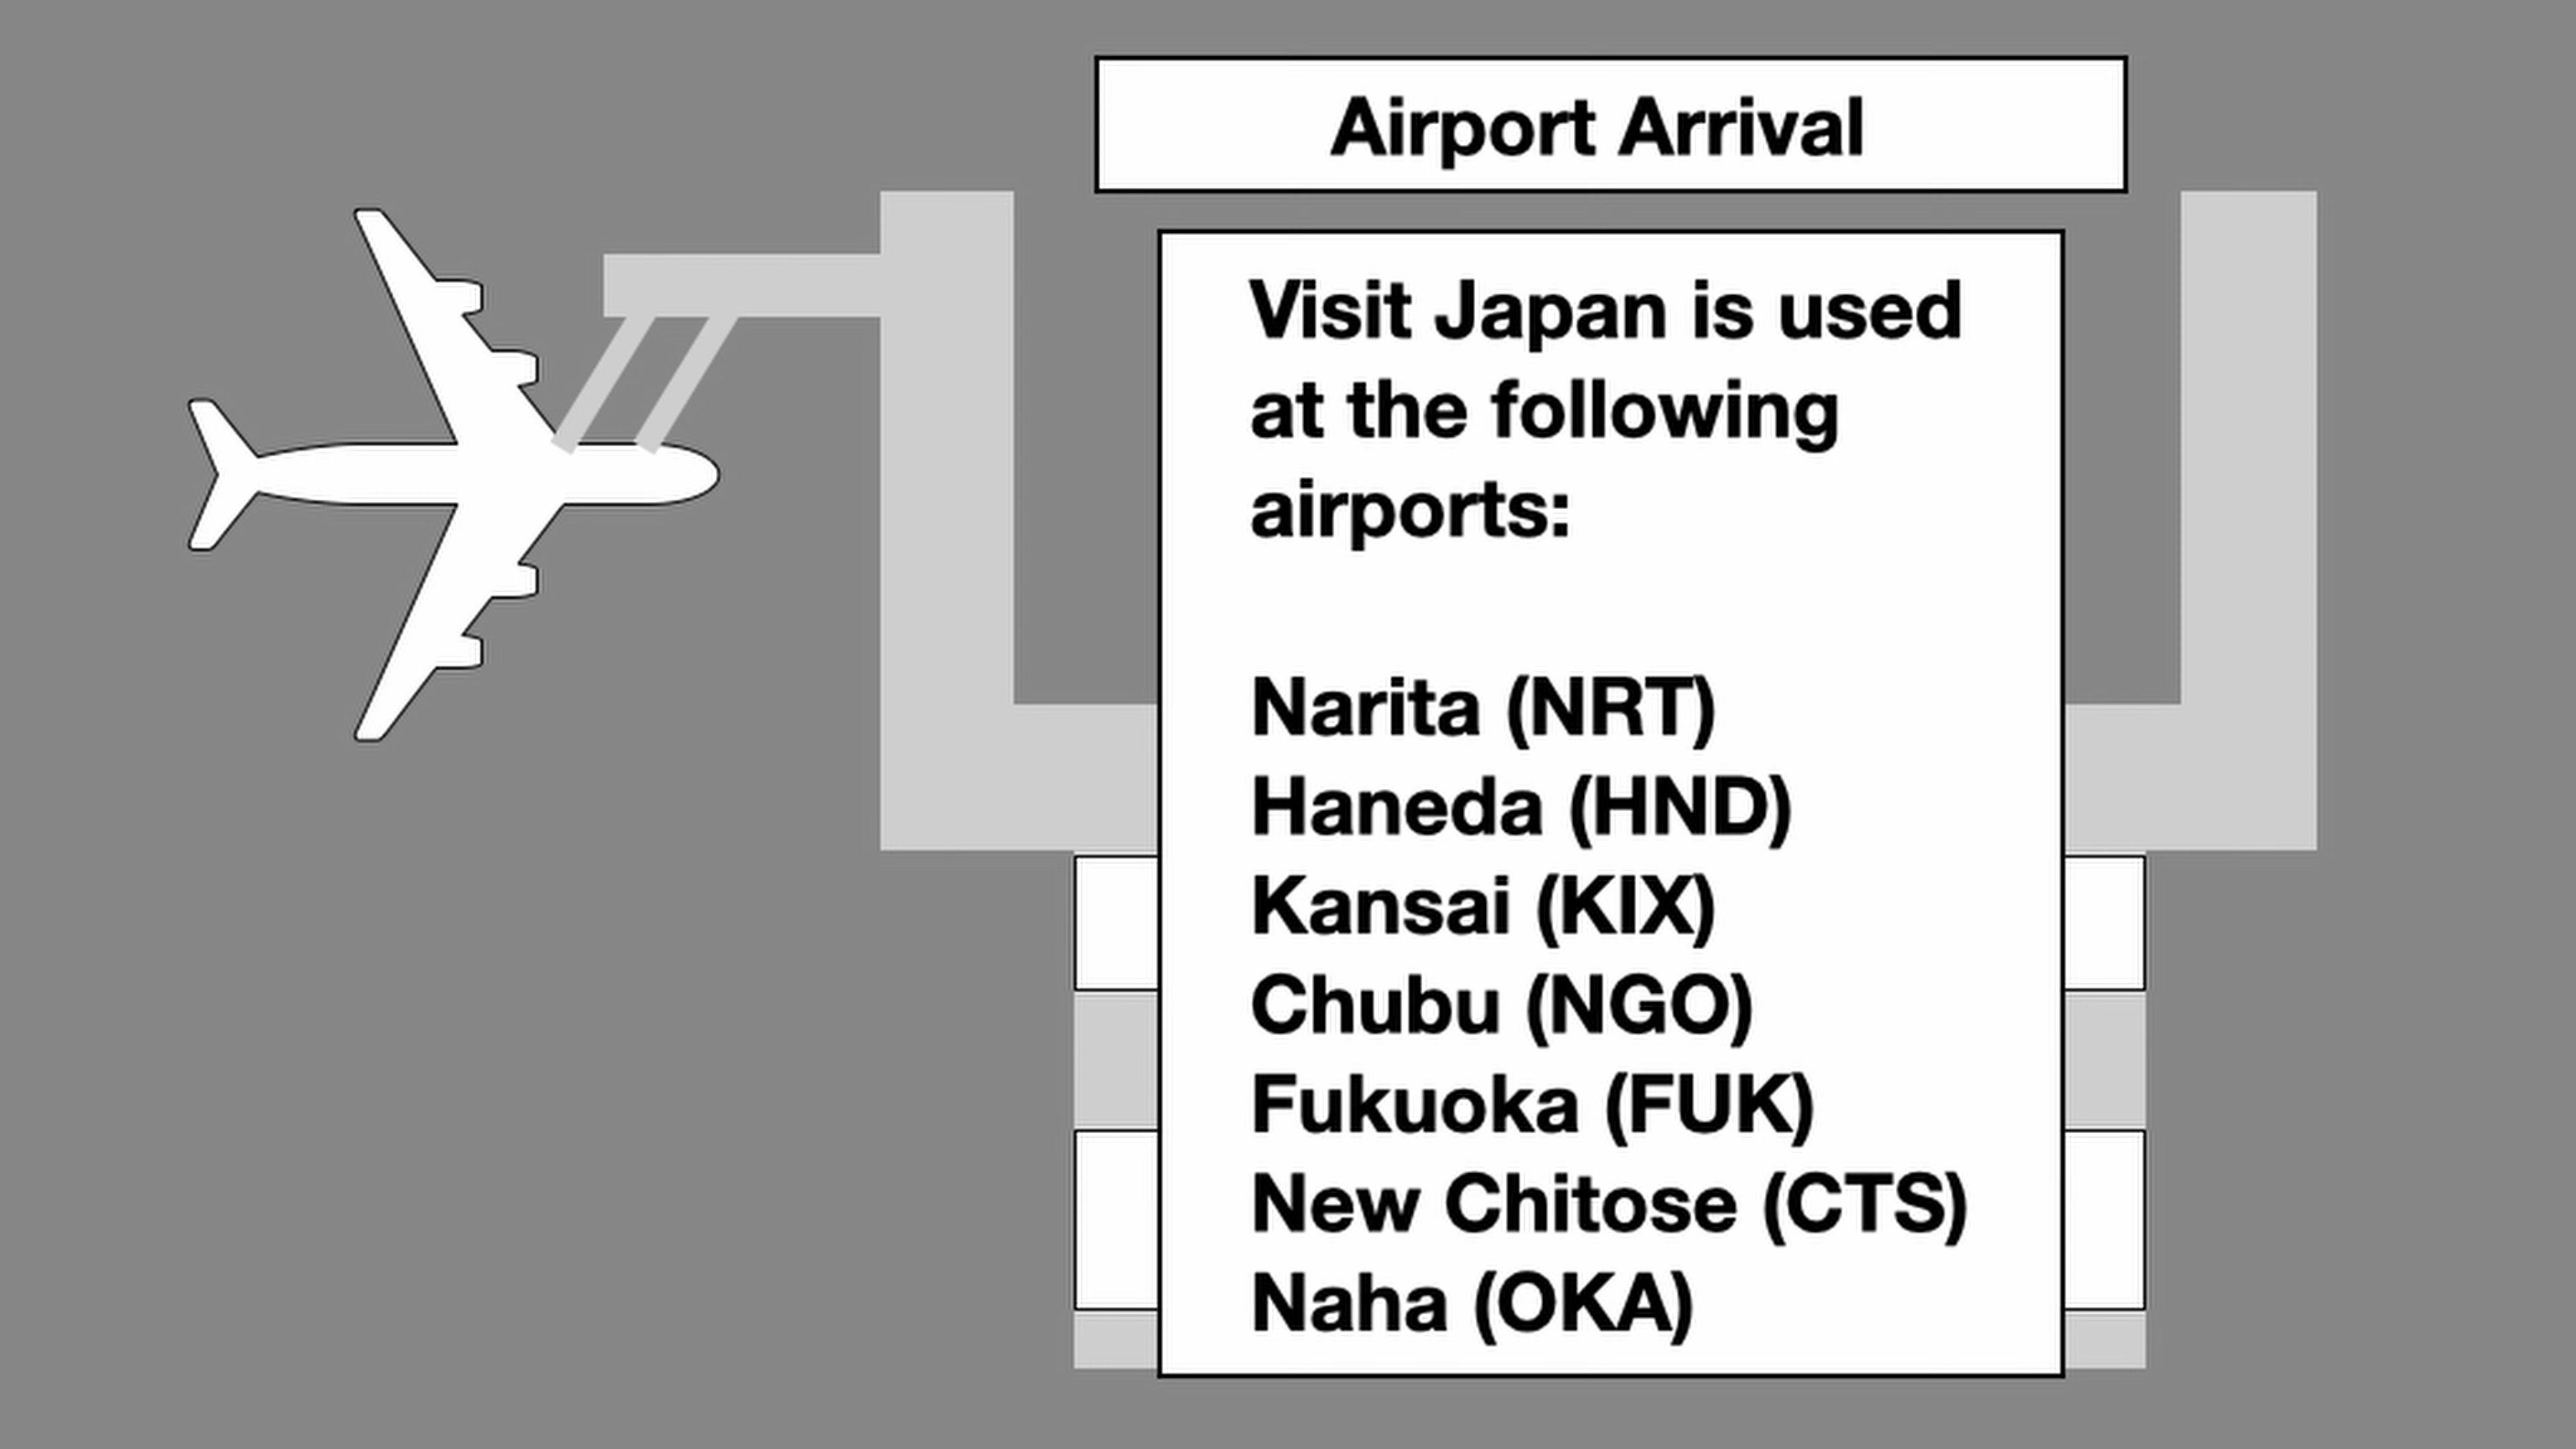 Airport Arrival
Visit Japan is used
at the following
airports:
Narita (NRT)
Haneda (HND)
Kansai (KIX)
Chubu (NGO)
Fukuoka (FUK)
New Chitose (CTS)
Naha (OKA)